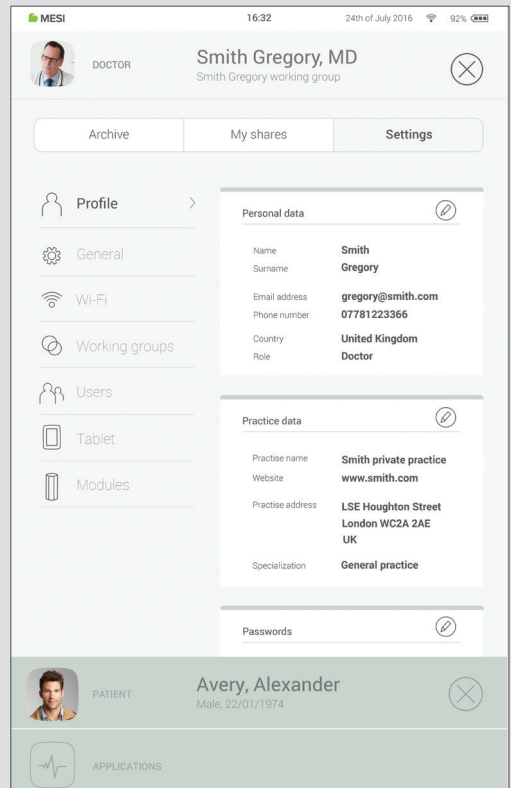 MESI 16:32 24th of July 2016 92%
DOCTOR
Smith Gregory, MD
Smith Gregory working group
Archive My shares Settings
Profile
General
Wi-Fi
Working groups
Users
Tablet
Modules
Personal data
Name Smith
Surname Gregory
Email address gregory@smith.com
Phone number 07781223366
Country United Kingdom
Role Doctor
Practice data
Practise name Smith private practice
Website www.smith.com
Practise address LSE Houghton Street
London WC2A 2AE
UK
Specialization General practice
Passwords
PATIENT
Avery, Alexander
Male, 22/01/1974
APPLICATIONS